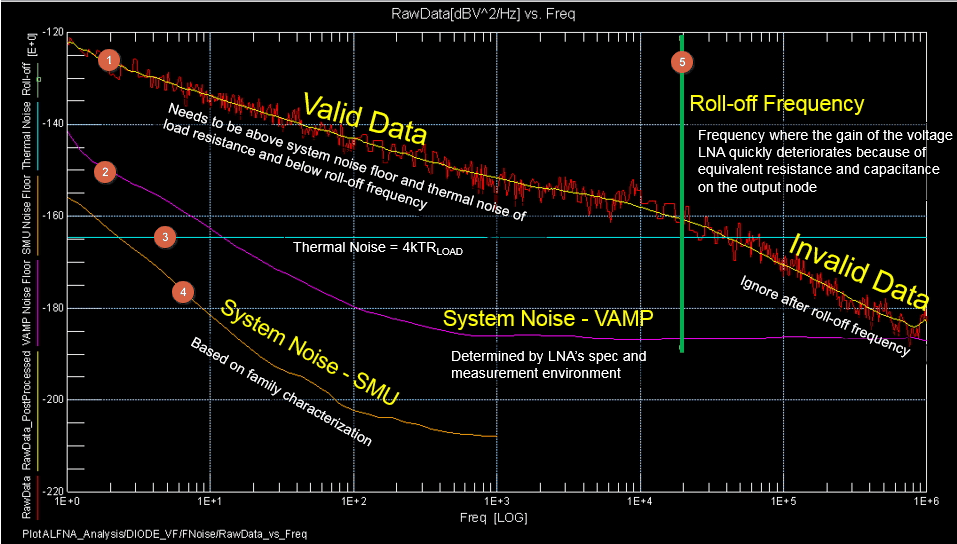 RawData[dBV^2/Hz] vs. Freq
[E+0]
-120
-140
-160
-180
-200
-220
Roll-off
Thermal Noise
SMU Noise Floor
VAMP Noise Floor
RawData_PostProcessed
RawData
1
2
3
4
5
Valid Data
Needs to be above system noise floor and thermal noise of
load resistance and below roll-off frequency
Roll-off Frequency
Frequency where the gain of the voltage
LNA quickly deteriorates because of
equivalent resistance and capacitance
on the output node
Thermal Noise = 4kTR_LOAD
Invalid Data
Ignore after roll-off frequency
System Noise - VAMP
Determined by LNA's spec and
measurement environment
System Noise - SMU
Based on family characterization
1E+0
1E+1
1E+2
1E+3
1E+4
1E+5
1E+6
Freq [LOG]
PlotALFNA_Analysis/DIODE_VF/FNoise/RawData_vs_Freq